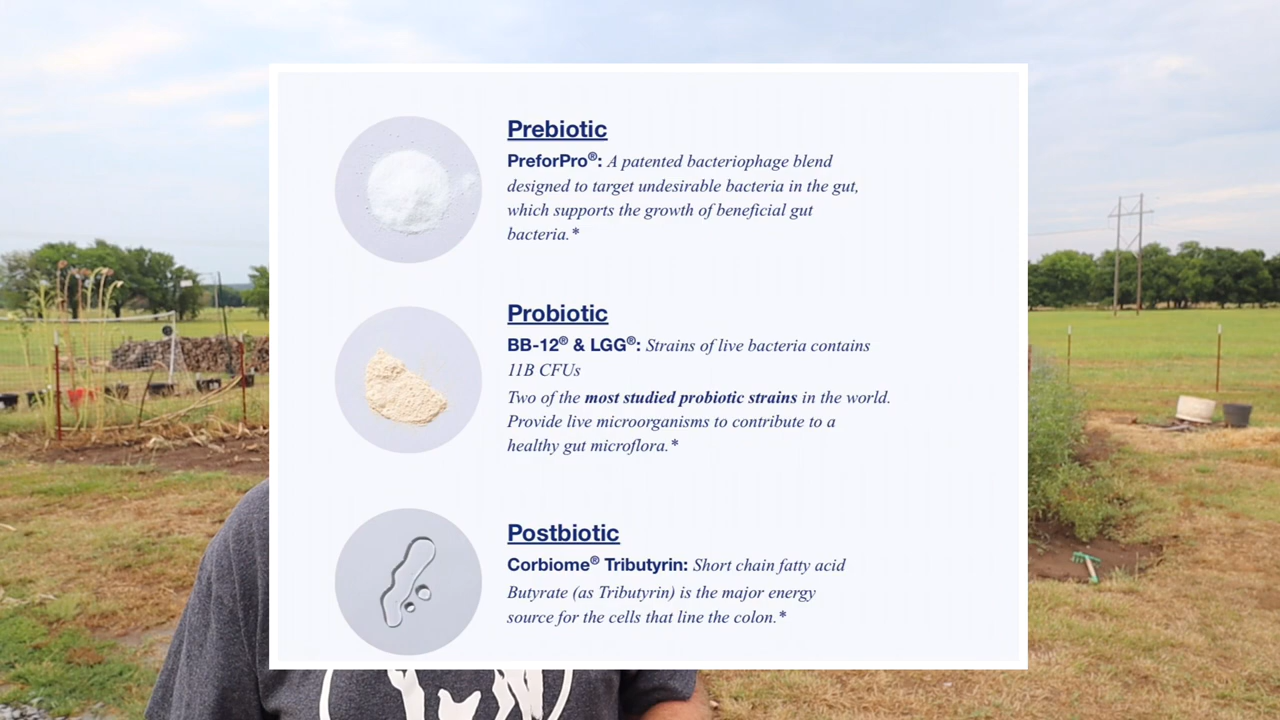 Prebiotic
PreforPro®: A patented bacteriophage blend
designed to target undesirable bacteria in the gut,
which supports the growth of beneficial gut
bacteria.*
Probiotic
BB-12® & LGG®: Strains of live bacteria contains
11B CFUs
Two of the most studied probiotic strains in the world.
Provide live microorganisms to contribute to a
healthy gut microflora.*
Postbiotic
Corbiome® Tributyrin: Short chain fatty acid
Butyrate (as Tributyrin) is the major energy
source for the cells that line the colon.*